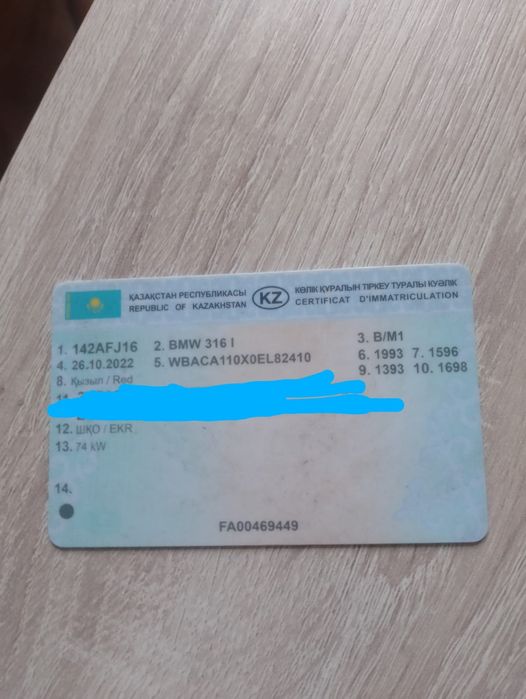 ҚАЗАҚСТАН РЕСПУБЛИКАСЫ
REPUBLIC OF KAZAKHSTAN
KZ
КӨЛІК ҚҰРАЛЫН ТІРКЕУ ТУРАЛЫ КУӘЛІК
CERTIFICAT D'IMMATRICULATION
1. 142AFJ16 2. BMW 316 I 3. B/M1
4. 26.10.2022 5. WBACA110X0EL82410 6. 1993 7. 1596
8. Қызыл / Red 9. 1393 10. 1698
12. ШҚО / EKR
13. 74 kW
14.
FA00469449